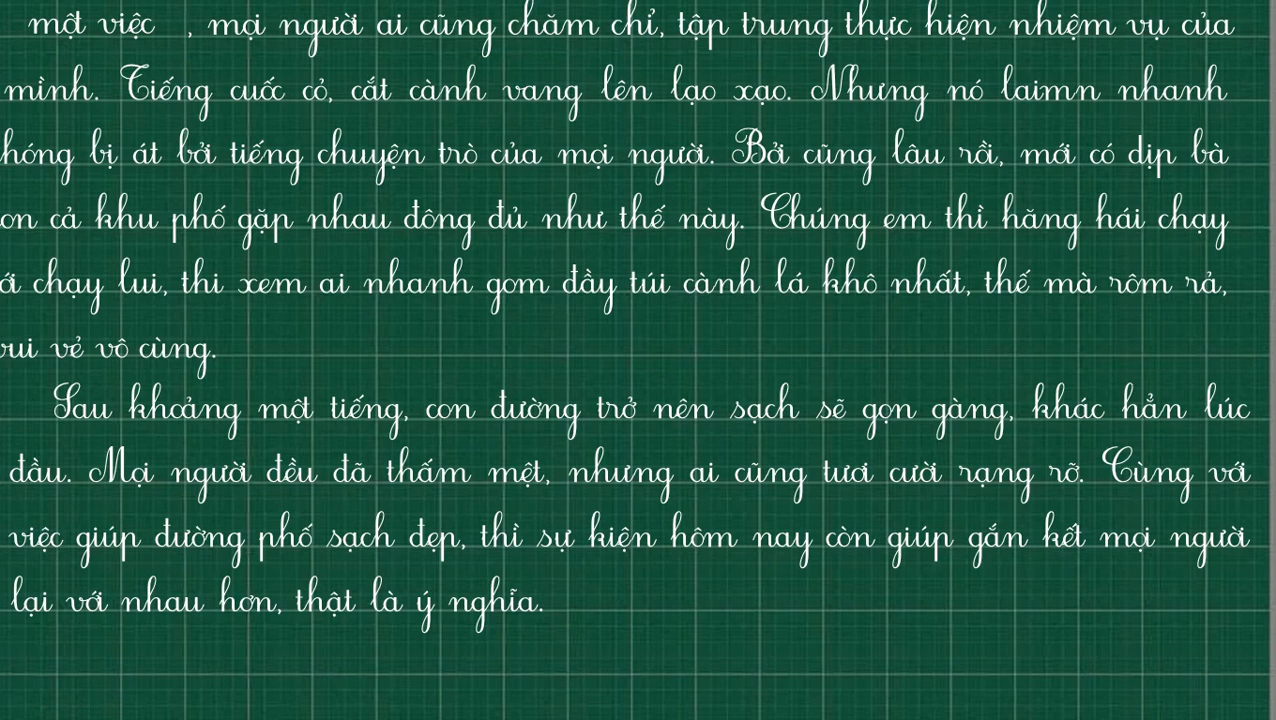 một việc , mọi người ai cũng chăm chỉ, tập trung thực hiện nhiệm vụ của
mình. Tiếng cuốc cỏ, cắt cành vang lên lạo xạo. Nhưng nó laimn nhanh
hóng bị át bởi tiếng chuyện trò của mọi người. Bởi cũng lâu rồi, mới có dịp bà
on cả khu phố gặp nhau đông đủ như thế này. Chúng em thì hăng hái chạy
ới chạy lui, thi xem ai nhanh gom đầy túi cành lá khô nhất, thế mà rôm rả,
vui vẻ vô cùng.
Sau khoảng một tiếng, con đường trở nên sạch sẽ gọn gàng, khác hẳn lúc
đầu. Mọi người đều đã thấm mệt, nhưng ai cũng tươi cười rạng rỡ. Cùng với
việc giúp đường phố sạch đẹp, thì sự kiện hôm nay còn giúp gắn kết mọi người
lại với nhau hơn, thật là ý nghĩa.